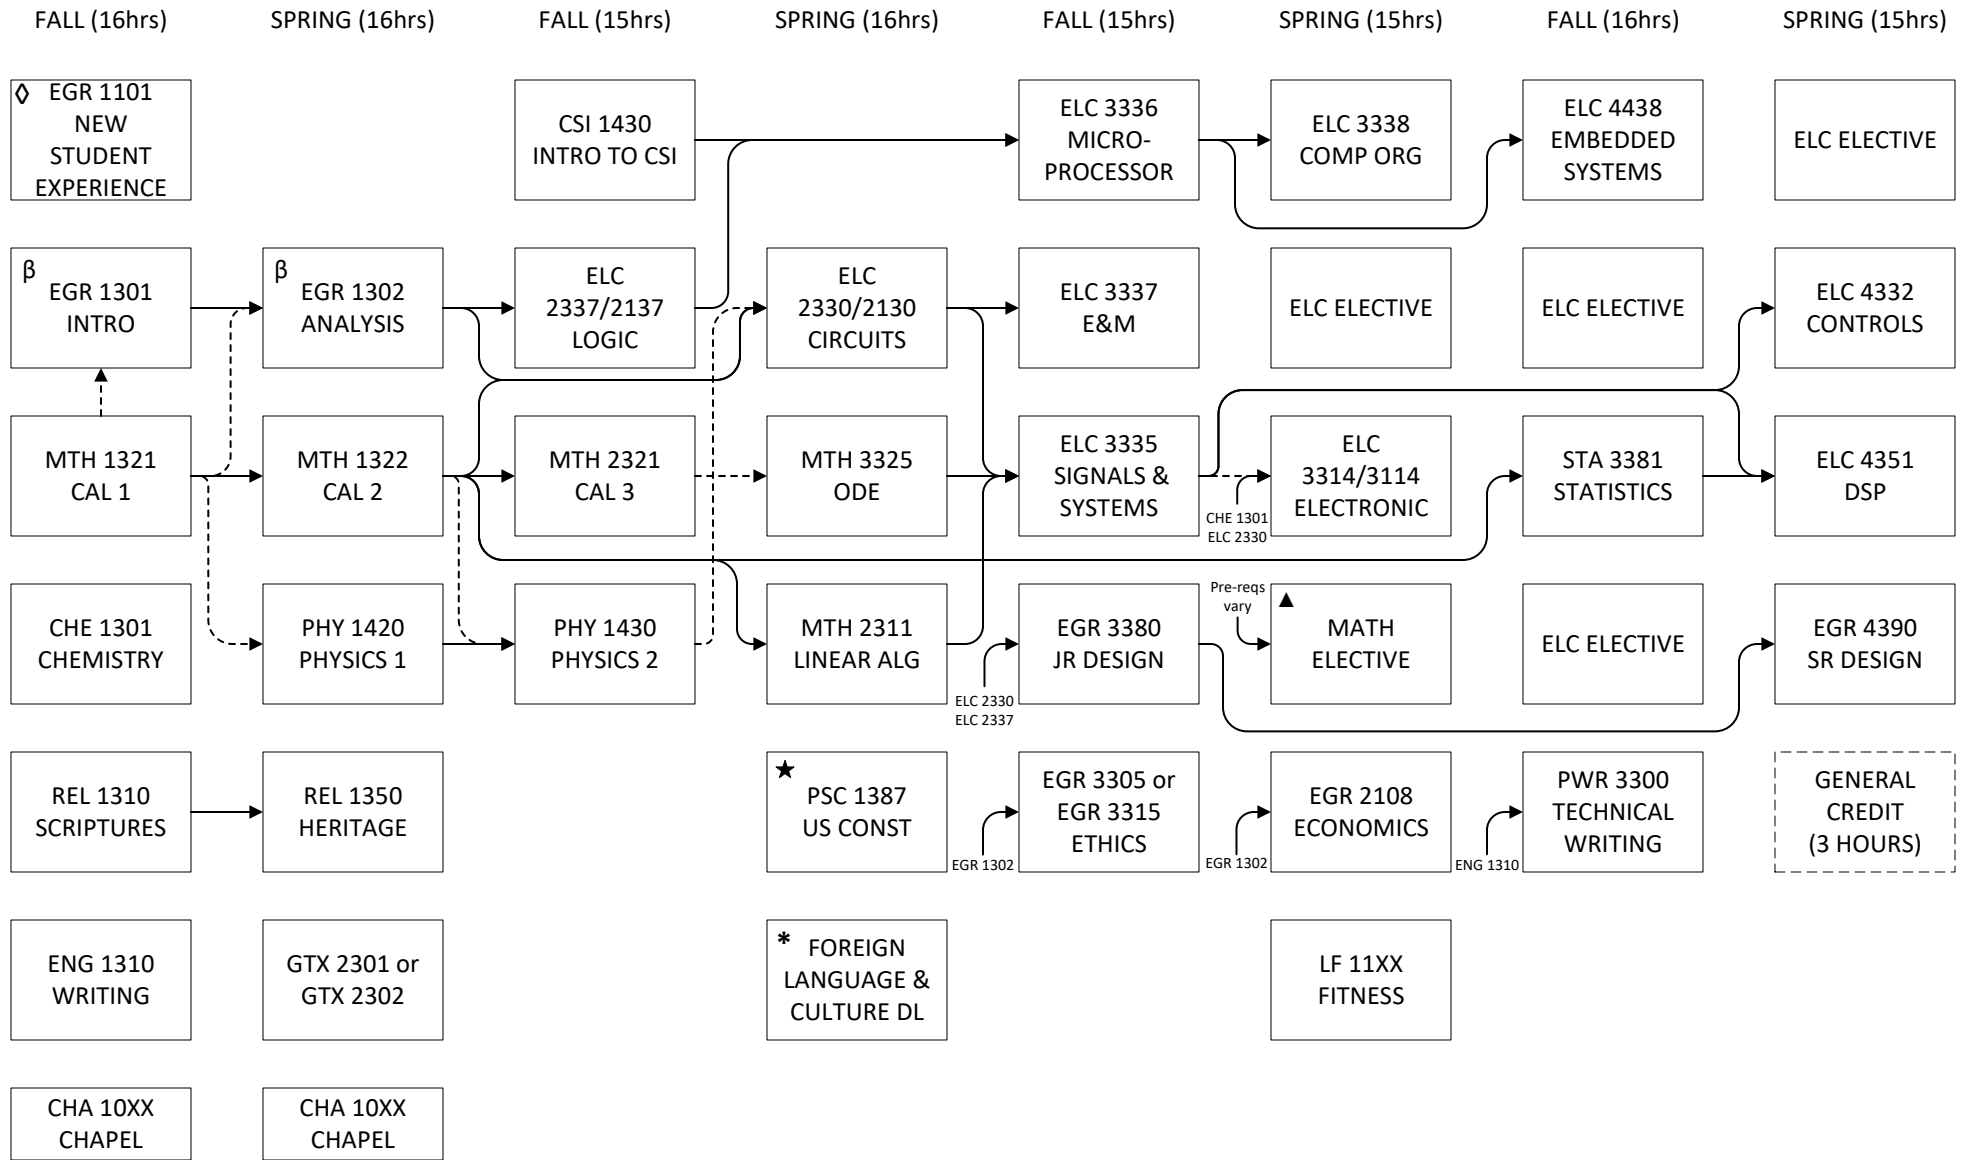 FALL (16hrs)
SPRING (16hrs)
FALL (15hrs)
SPRING (16hrs)
FALL (15hrs)
SPRING (15hrs)
FALL (16hrs)
SPRING (15hrs)
◊ EGR 1101
NEW
STUDENT
EXPERIENCE
CSI 1430
INTRO TO CSI
ELC 3336
MICRO-
PROCESSOR
ELC 3338
COMP ORG
ELC 4438
EMBEDDED
SYSTEMS
ELC ELECTIVE
β
EGR 1301
INTRO
β
EGR 1302
ANALYSIS
ELC
2337/2137
LOGIC
ELC
2330/2130
CIRCUITS
ELC 3337
E&M
ELC ELECTIVE
ELC ELECTIVE
ELC 4332
CONTROLS
MTH 1321
CAL 1
MTH 1322
CAL 2
MTH 2321
CAL 3
MTH 3325
ODE
ELC 3335
SIGNALS &
SYSTEMS
CHE 1301
ELC 2330
ELC
3314/3114
ELECTRONIC
STA 3381
STATISTICS
ELC 4351
DSP
CHE 1301
CHEMISTRY
PHY 1420
PHYSICS 1
PHY 1430
PHYSICS 2
MTH 2311
LINEAR ALG
ELC 2330
ELC 2337
EGR 3380
JR DESIGN
Pre-reqs
vary
▲
MATH
ELECTIVE
ELC ELECTIVE
EGR 4390
SR DESIGN
REL 1310
SCRIPTURES
REL 1350
HERITAGE
★
PSC 1387
US CONST
EGR 1302
EGR 3305 or
EGR 3315
ETHICS
EGR 1302
EGR 2108
ECONOMICS
ENG 1310
PWR 3300
TECHNICAL
WRITING
GENERAL
CREDIT
(3 HOURS)
ENG 1310
WRITING
GTX 2301 or
GTX 2302
* FOREIGN
LANGUAGE &
CULTURE DL
LF 11XX
FITNESS
CHA 10XX
CHAPEL
CHA 10XX
CHAPEL